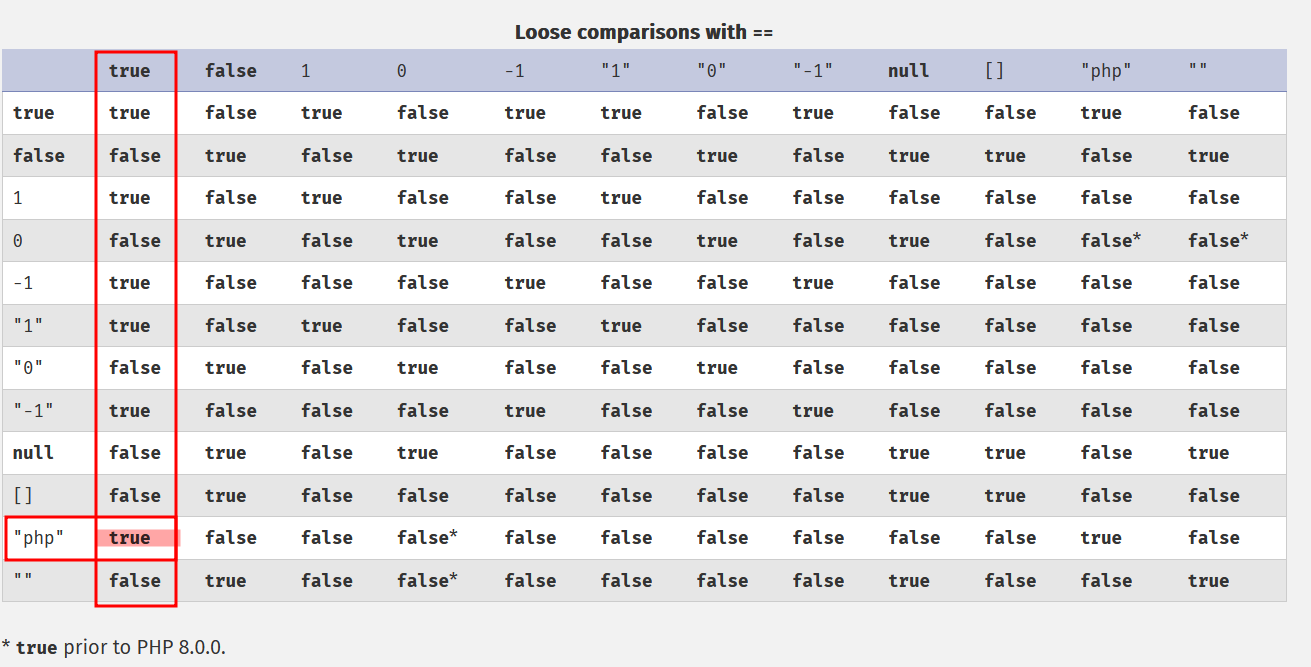 Loose comparisons with ==
true false 1 0 -1 "1" "0" "-1" null [] "php" ""
true true false true false true true false true false false true false
false false true false true false false true false true true false true
1 true false true false false true false false false false false false
0 false true false true false false true false true false false* false*
-1 true false false false true false false true false false false false
"1" true false true false false true false false false false false false
"0" false true false true false false true false false false false false
"-1" true false false false true false false true false false false false
null false true false true false false false false true true false true
[] false true false false false false false false true true false false
"php" true false false false* false false false false false false true false
"" false true false false* false false false false true false false true
* true prior to PHP 8.0.0.